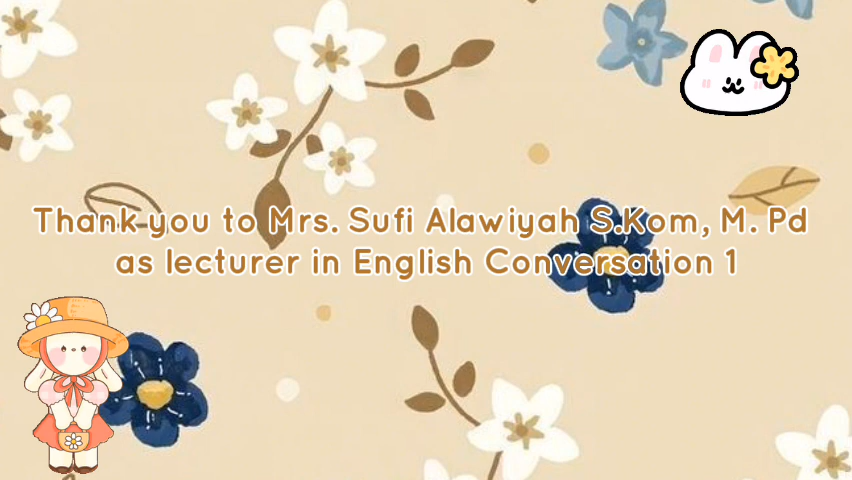 Thank you to Mrs. Sufi Alawiyah S.Kom, M. Pd
as lecturer in English Conversation 1